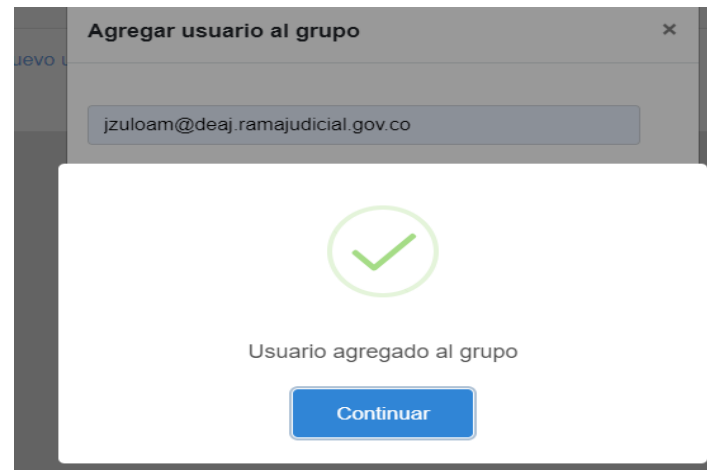 Agregar usuario al grupo ×
uevo u
jzuloam@deaj.ramajudicial.gov.co
Usuario agregado al grupo
Continuar